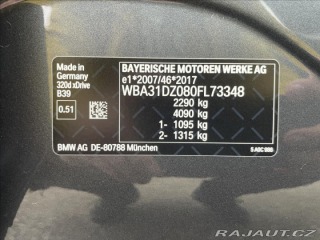 Made in
Germany
320d xDrive
B39
0.51
BAYERISCHE MOTOREN WERKE AG
e1*2007/46*2017
WBA31DZ080FL73348
2290 kg
4090 kg
1- 1095 kg
2- 1315 kg
BMW AG DE-80788 München
RAJAUT.CZ